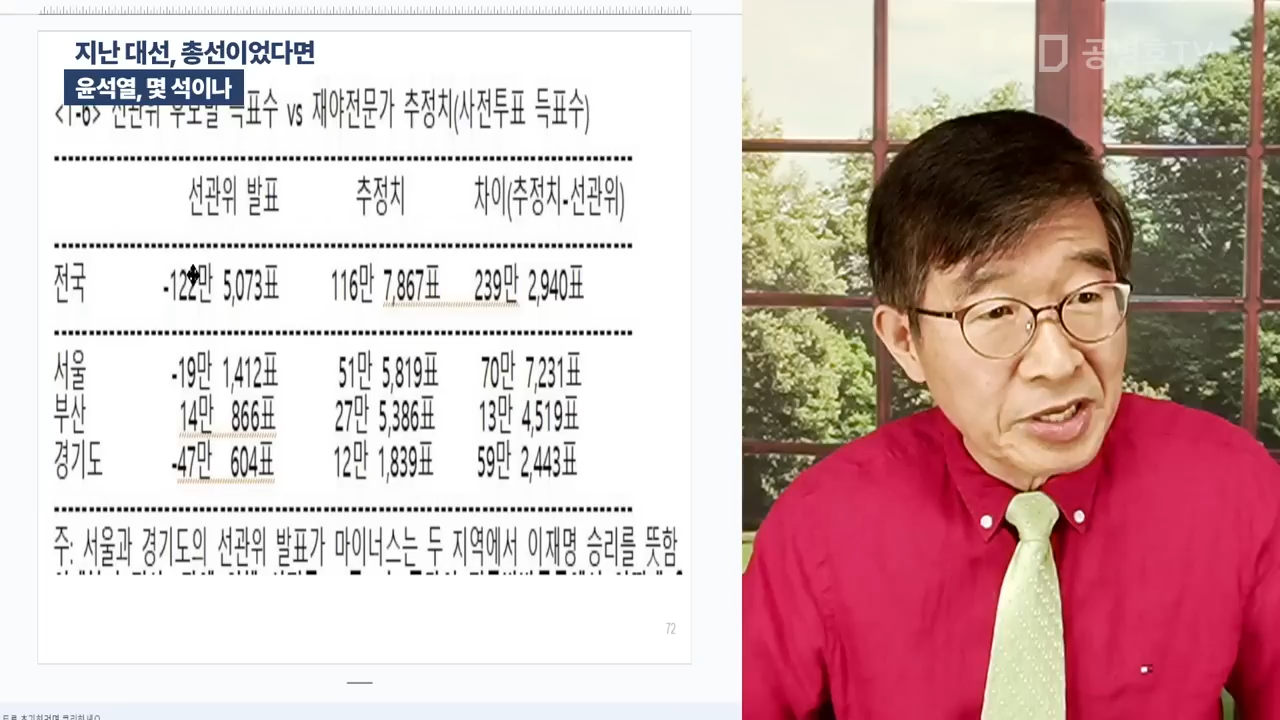 지난 대선, 총선이었다면
윤석열, 몇 석이나
공병호TV
<1-6> 선관위 후보별 득표수 vs 재야전문가 추정치(사전투표 득표수)
선관위 발표 추정치 차이(추정치-선관위)
전국 -122만 5,073표 116만 7,867표 239만 2,940표
서울 -19만 1,412표 51만 5,819표 70만 7,231표
부산 14만 866표 27만 5,386표 13만 4,519표
경기도 -47만 604표 12만 1,839표 59만 2,443표
주: 서울과 경기도의 선관위 발표가 마이너스는 두 지역에서 이재명 승리를 뜻함
72